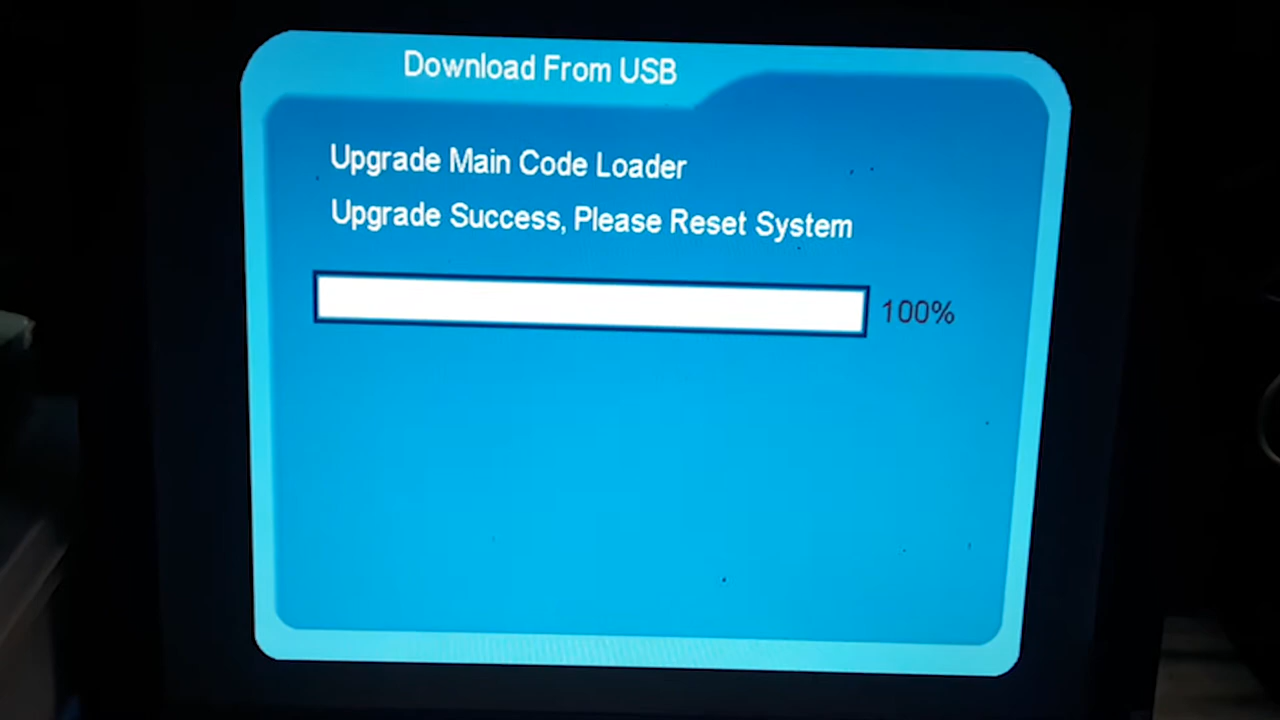 Download From USB
Upgrade Main Code Loader
Upgrade Success, Please Reset System
100%